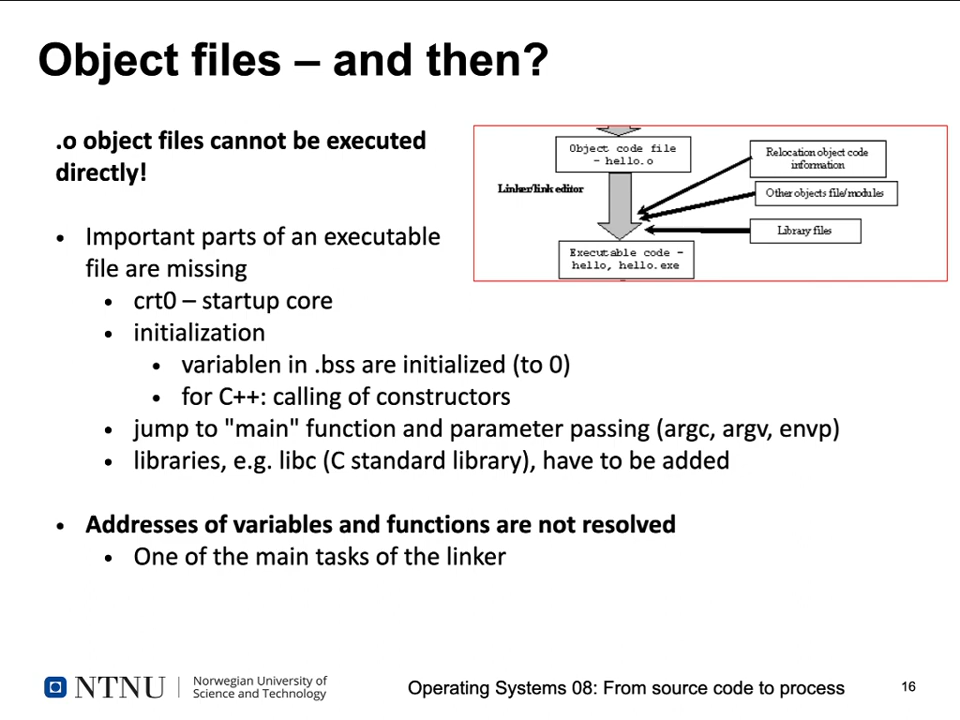 Object files – and then?
.o object files cannot be executed
directly!
• Important parts of an executable
file are missing
• crt0 – startup core
• initialization
• variablen in .bss are initialized (to 0)
• for C++: calling of constructors
• jump to "main" function and parameter passing (argc, argv, envp)
• libraries, e.g. libc (C standard library), have to be added
• Addresses of variables and functions are not resolved
• One of the main tasks of the linker
Object code file
– hello.o
Linker/link editor
Relocation object code
information
Other objects file/modules
Library files
Executable code –
hello, hello.exe
NTNU
Norwegian University of
Science and Technology
Operating Systems 08: From source code to process
16